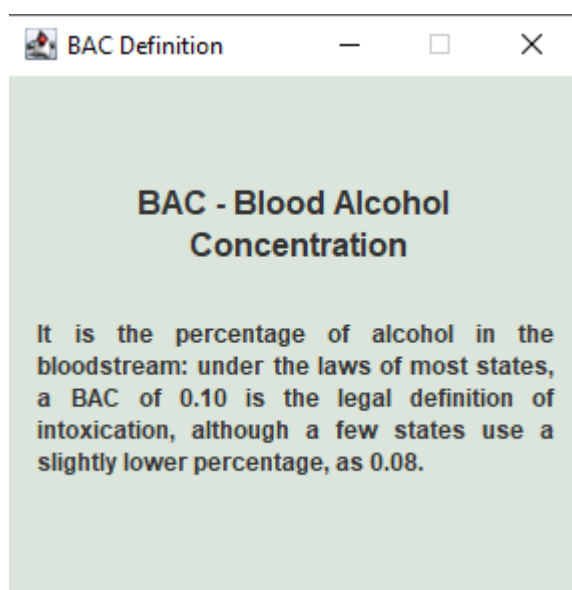 BAC Definition
BAC - Blood Alcohol
Concentration
It is the percentage of alcohol in the
bloodstream: under the laws of most states,
a BAC of 0.10 is the legal definition of
intoxication, although a few states use a
slightly lower percentage, as 0.08.